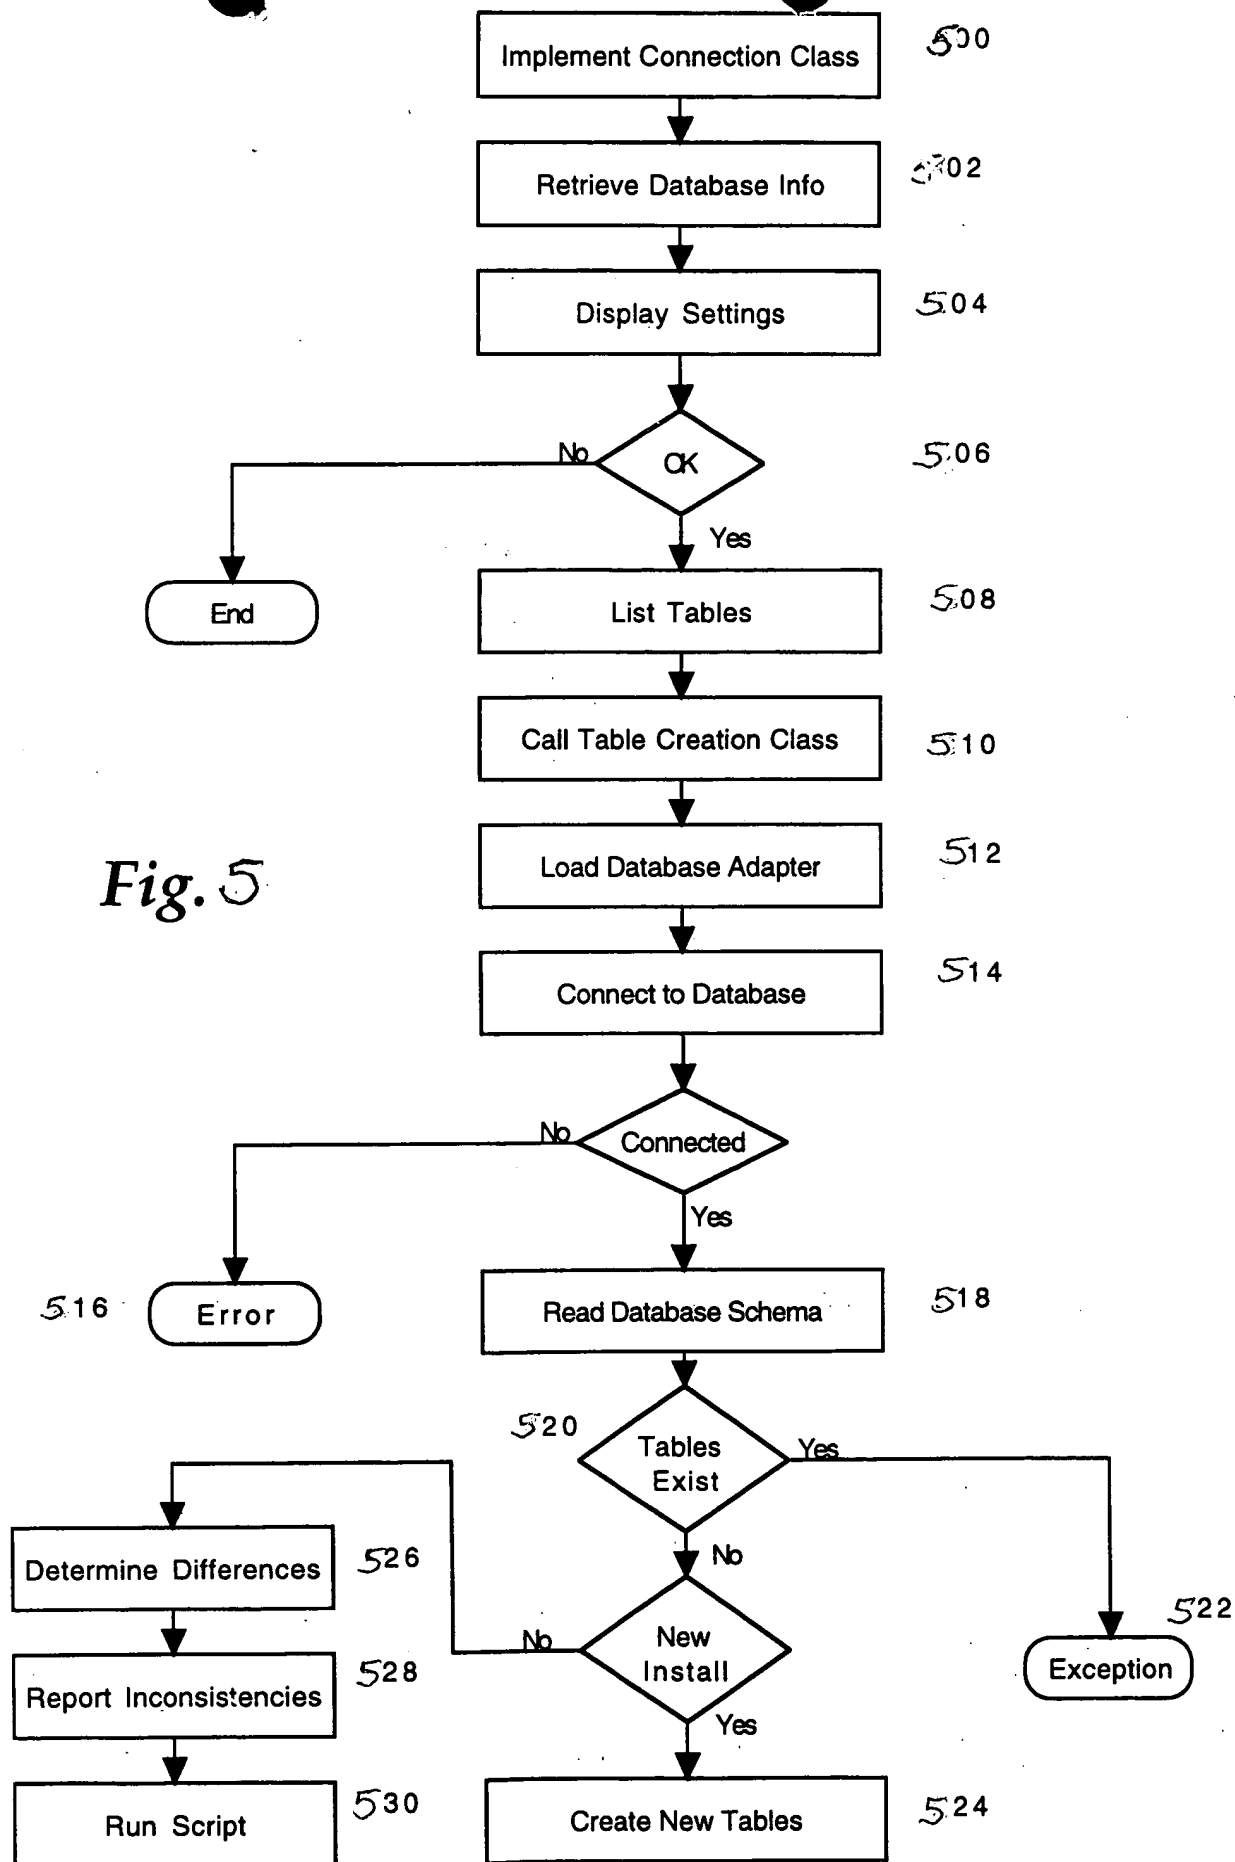 Implement Connection Class
500
Retrieve Database Info
502
Display Settings
504
No
OK
506
Yes
End
List Tables
508
Call Table Creation Class
510
Load Database Adapter
512
Fig. 5
Connect to Database
514
No
Connected
Yes
516
Error
Read Database Schema
518
520
Tables
Exist
Yes
No
Determine Differences
526
522
Exception
No
New
Install
Report Inconsistencies
528
Yes
Run Script
530
Create New Tables
524